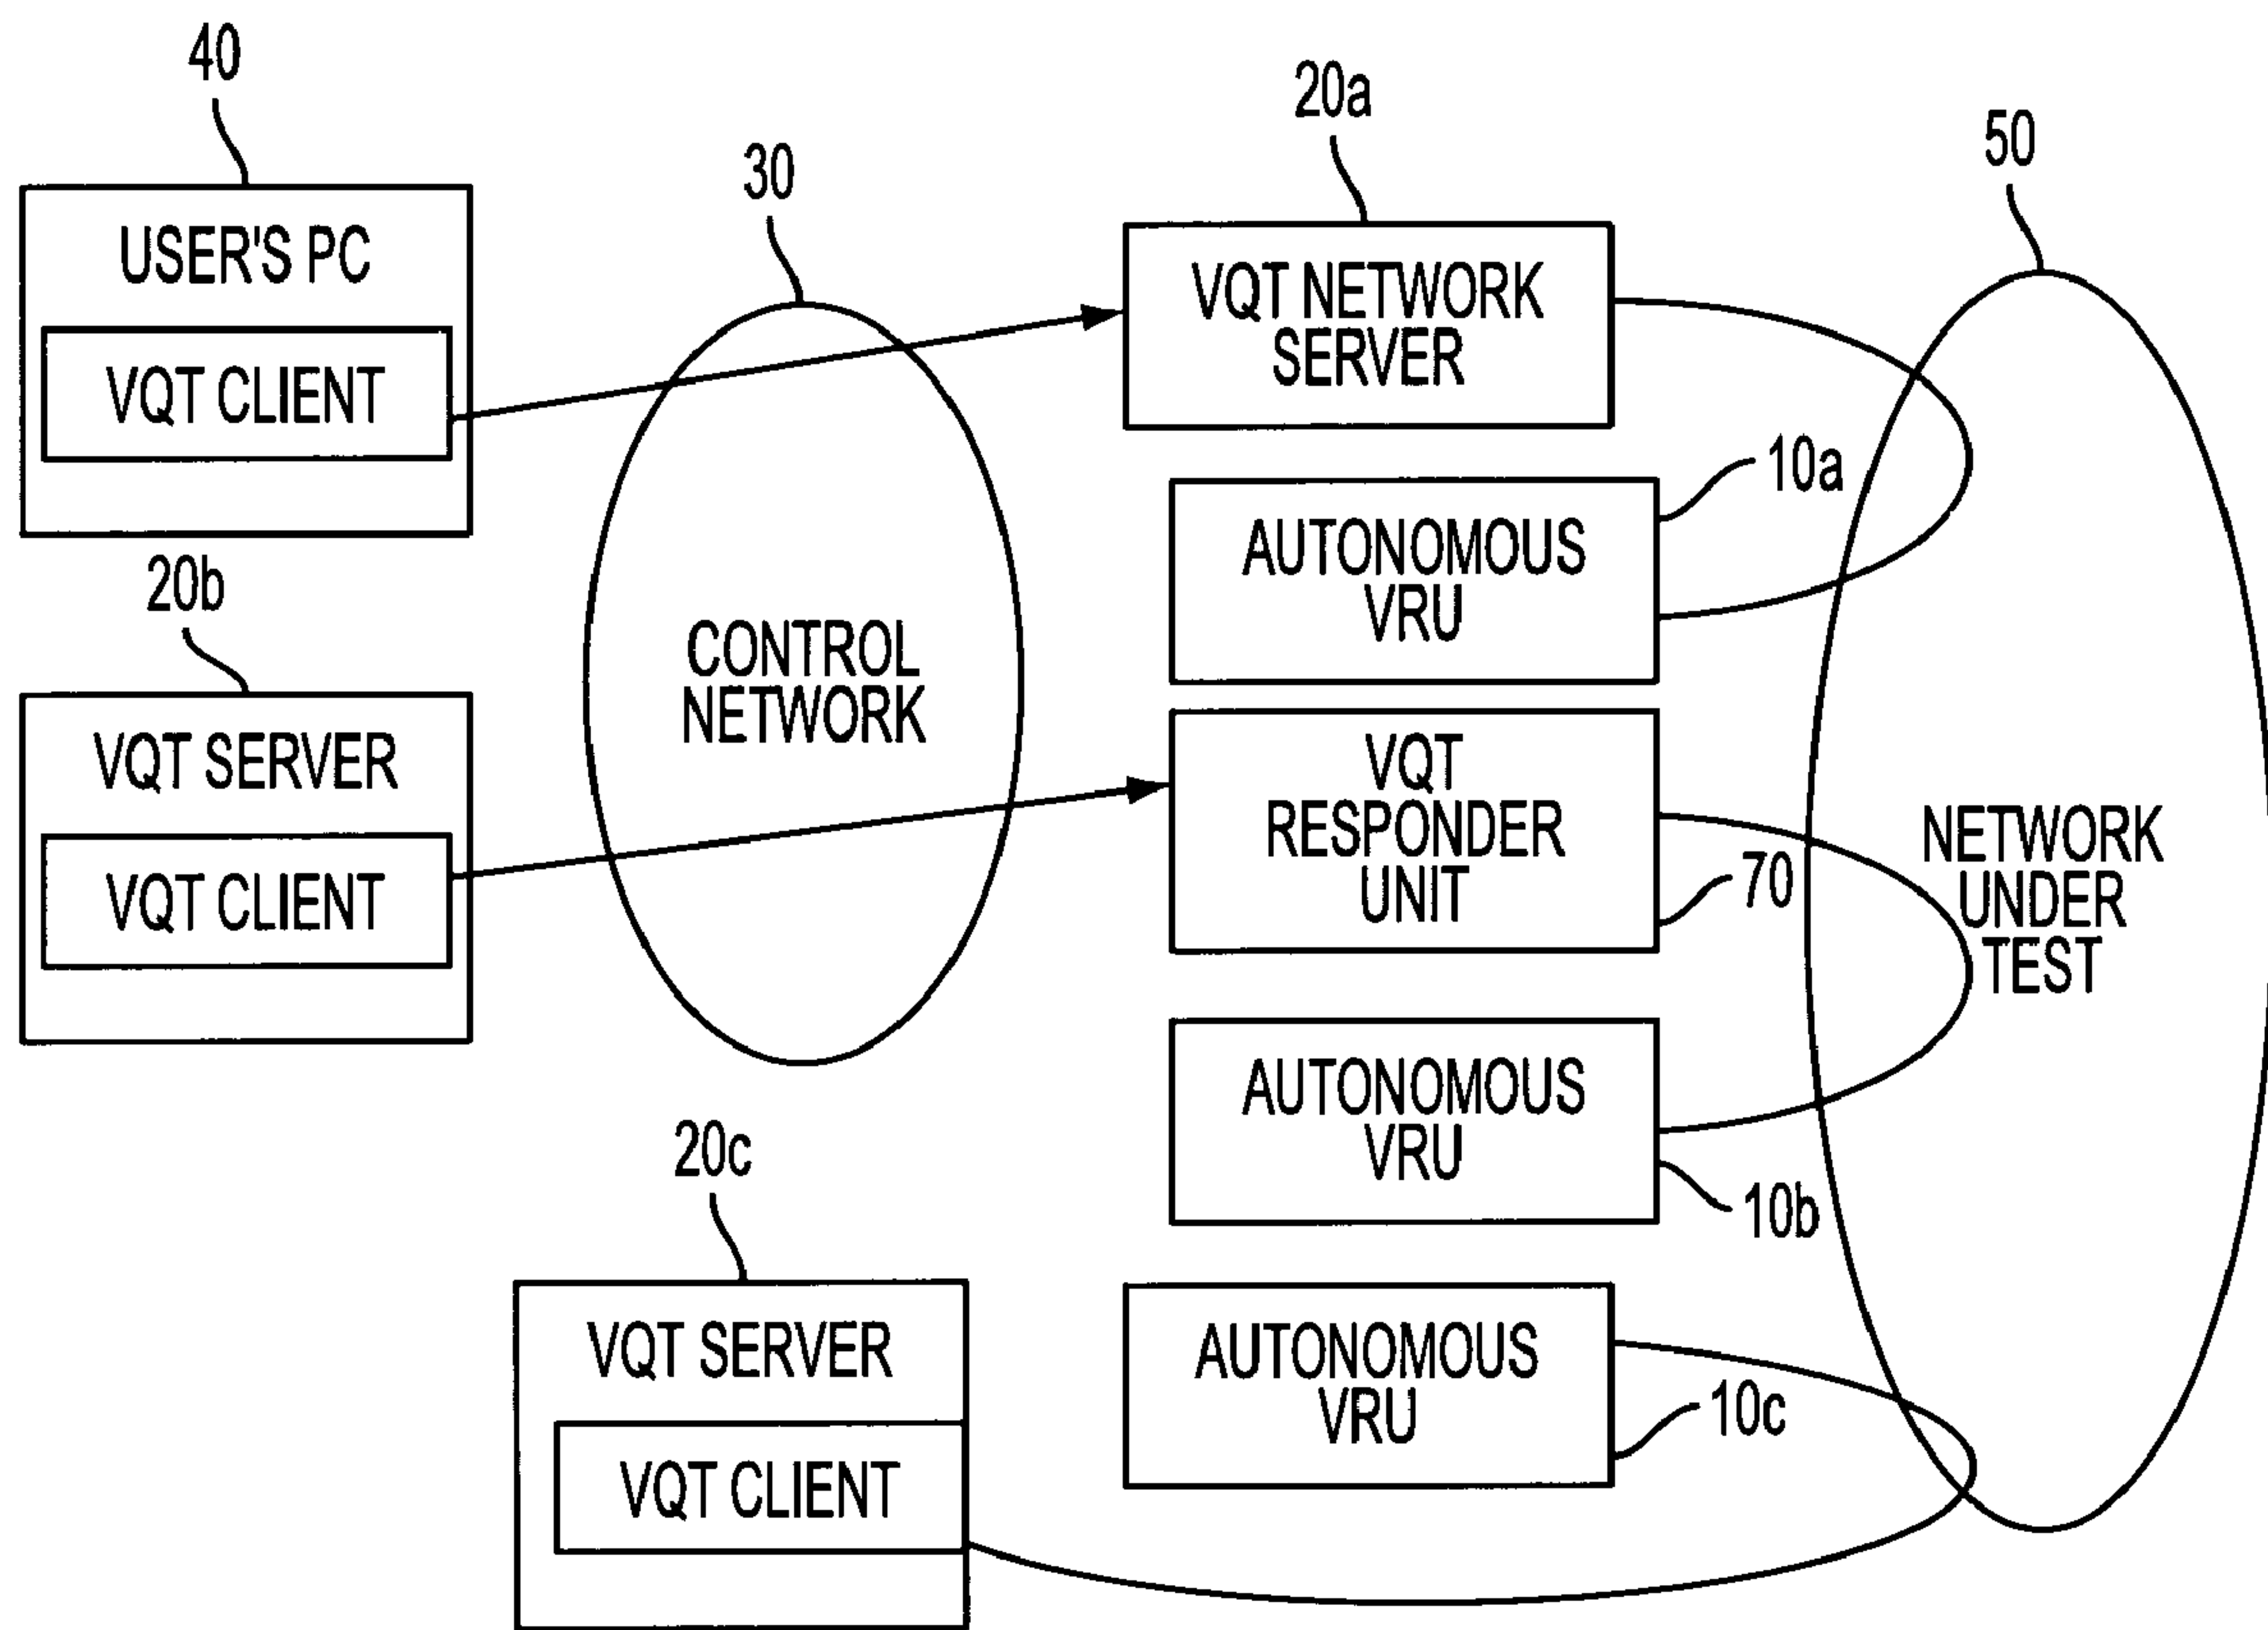 40
USER'S PC
VQT CLIENT
20b
VQT SERVER
VQT CLIENT
30
CONTROL
NETWORK
20a
VQT NETWORK
SERVER
10a
AUTONOMOUS
VRU
VQT
RESPONDER
UNIT
70
AUTONOMOUS
VRU
10b
20c
VQT SERVER
VQT CLIENT
AUTONOMOUS
VRU
10c
50
NETWORK
UNDER
TEST